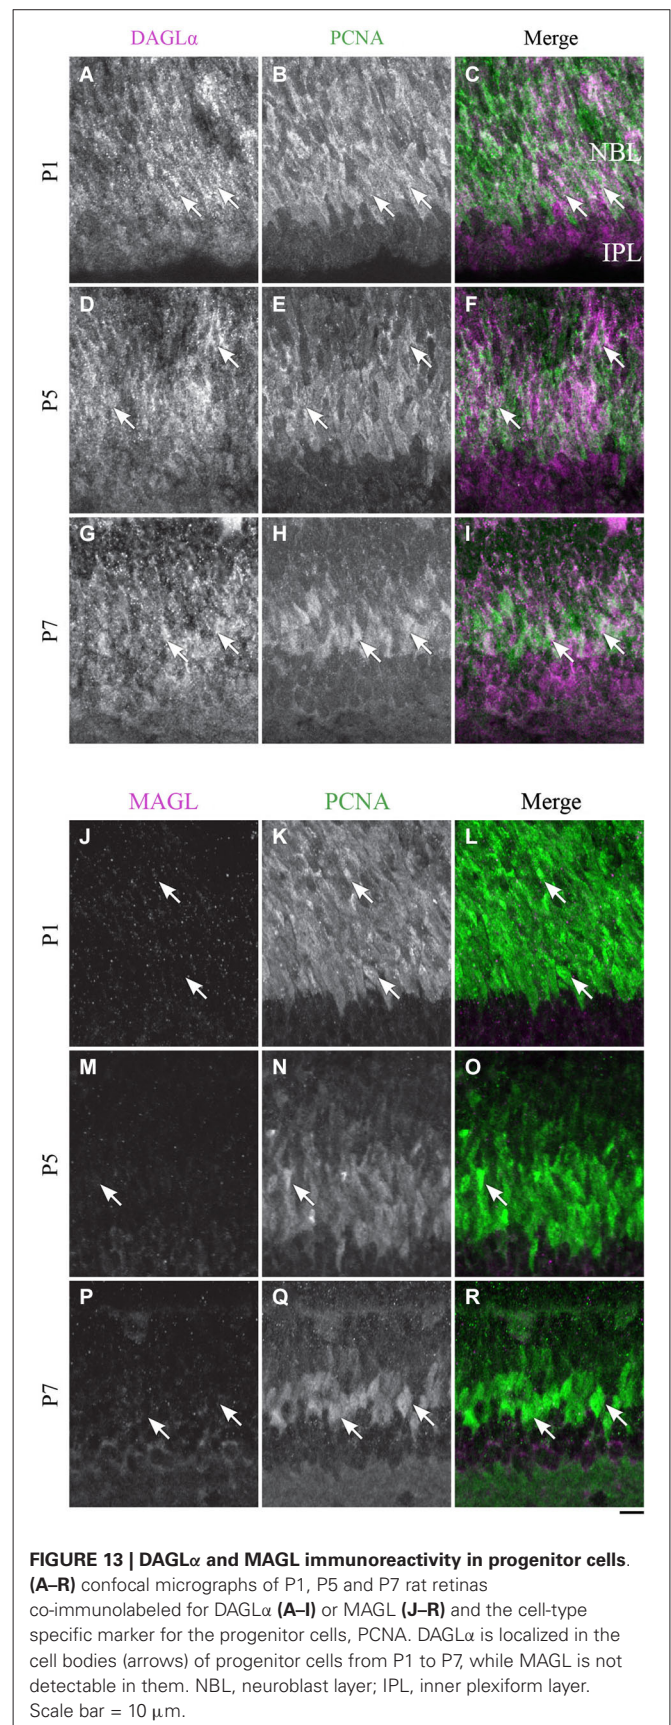 DAGLα PCNA Merge
P1 A B C
NBL
IPL
P5 D E F
P7 G H I
MAGL PCNA Merge
P1 J K L
P5 M N O
P7 P Q R
FIGURE 13 | DAGLα and MAGL immunoreactivity in progenitor cells.
(A–R) confocal micrographs of P1, P5 and P7 rat retinas
co-immunolabeled for DAGLα (A–I) or MAGL (J–R) and the cell-type
specific marker for the progenitor cells, PCNA. DAGLα is localized in the
cell bodies (arrows) of progenitor cells from P1 to P7, while MAGL is not
detectable in them. NBL, neuroblast layer; IPL, inner plexiform layer.
Scale bar = 10 μm.